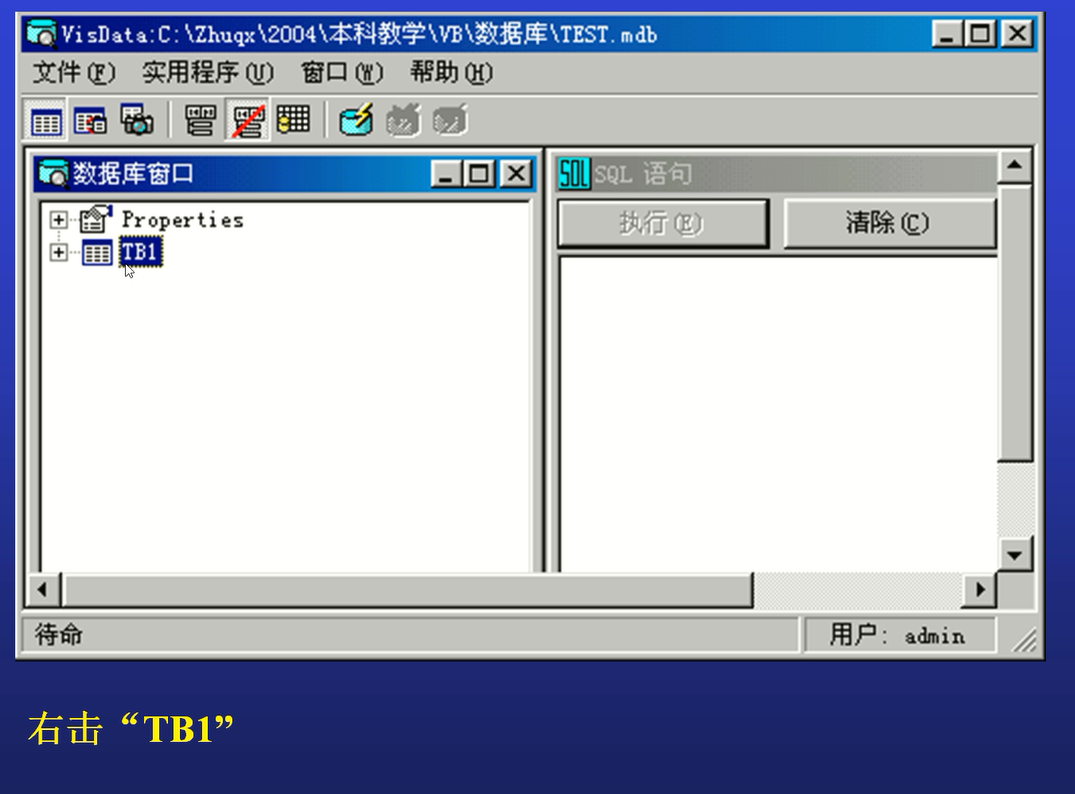 VisData:C:\Zhuqx\2004\本科教学\VB\数据库\TEST.mdb
文件(F) 实用程序(U) 窗口(W) 帮助(H)
数据库窗口
Properties
TB1
SQL SQL 语句
执行(E) 清除(C)
待命
用户: admin
右击“TB1”